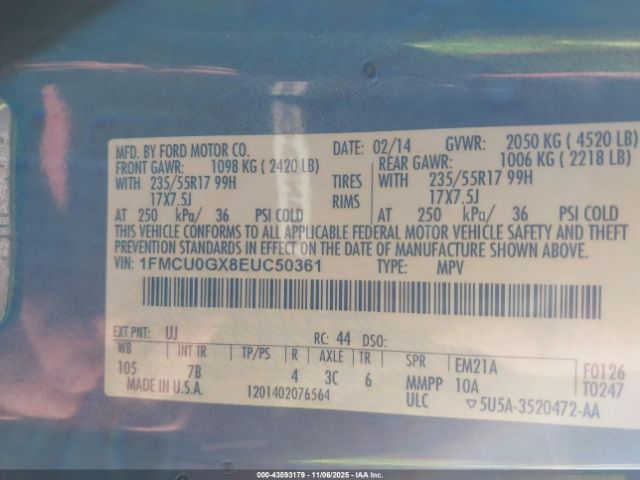 MFD. BY FORD MOTOR CO. DATE: 02/14 GVWR: 2050 KG ( 4520 LB)
FRONT GAWR: 1098 KG ( 2420 LB) REAR GAWR: 1006 KG ( 2218 LB)
WITH 235/55R17 99H TIRES WITH 235/55R17 99H
17X7.5J RIMS 17X7.5J
AT 250 kPa/ 36 PSI COLD AT 250 kPa/ 36 PSI COLD
THIS VEHICLE CONFORMS TO ALL APPLICABLE FEDERAL MOTOR VEHICLE SAFETY AND THEFT
PREVENTION STANDARDS IN EFFECT ON THE DATE OF MANUFACTURE SHOWN ABOVE.
VIN: 1FMCU0GX8EUC50361 TYPE: MPV
EXT PNT: UJ RC: 44 DSO:
WB INT TR TP/PS R AXLE TR SPR EM21A F0126
105 7B 4 3C 6 MMPP 10A T0247
MADE IN U.S.A. 1201402076564 ULC ▽5U5A-3520472-AA
000-43593179 | 11/06/2025 - IAA Inc.